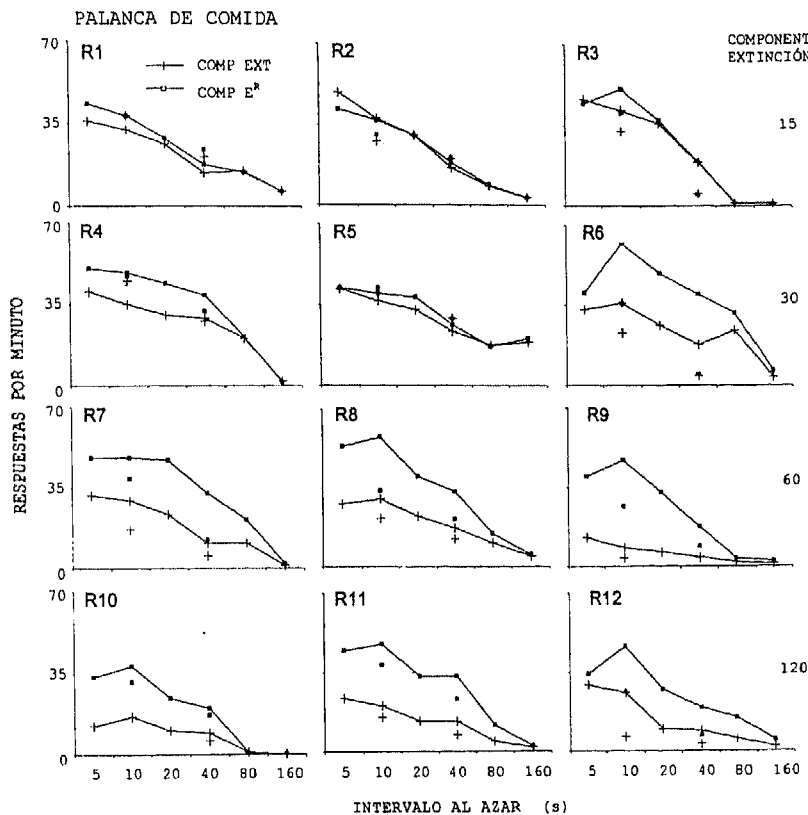 PALANCA DE COMIDA
COMPONENT
EXTINCIÓN
70
35
0
R1
COMP EXT
COMP Eᴿ
R2
R3
15
R4
R5
R6
35
0
30
RESPUESTAS POR MINUTO
R7
R8
R9
70
35
0
60
R10
R11
R12
70
35
0
120
5 10 20 40 80 160
5 10 20 40 80 160
5 10 20 40 80 160
INTERVALO AL AZAR (s)